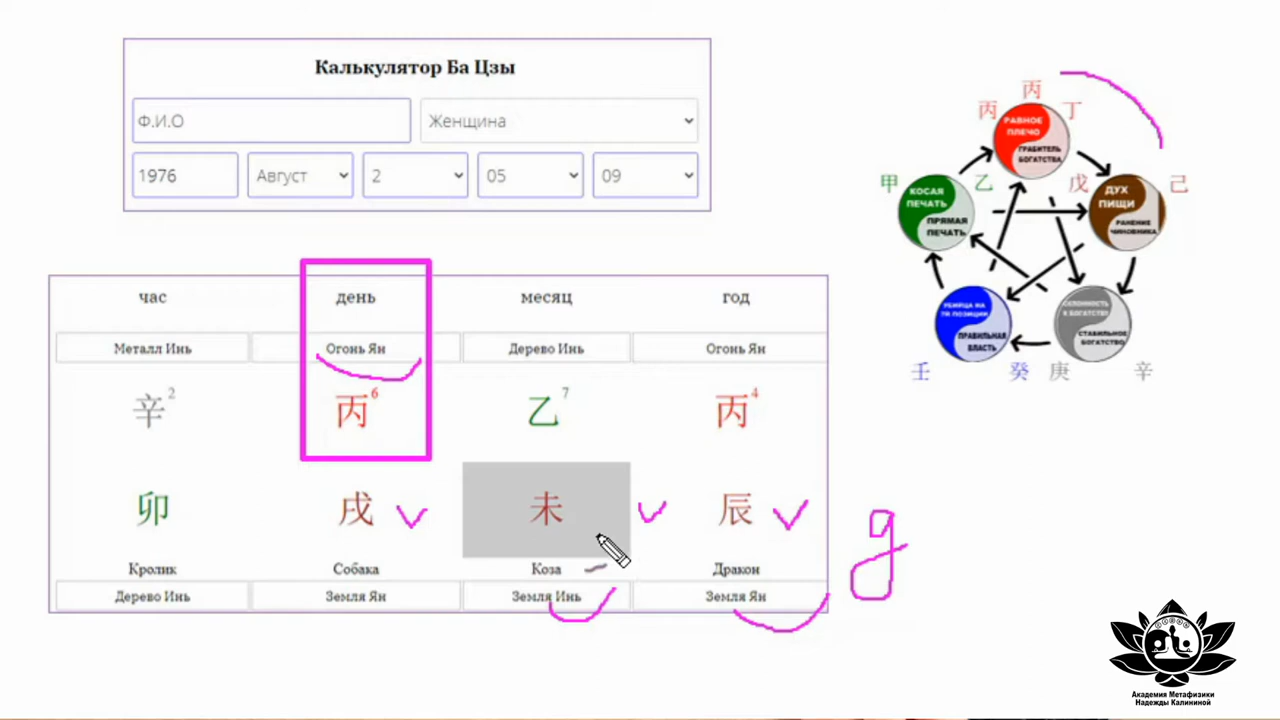 Калькулятор Ба Цзы
Ф.И.О Женщина
1976 Август 2 05 09
час день месяц год
Металл Инь Огонь Ян Дерево Инь Огонь Ян
辛2 丙6 乙7 丙4
卯 戌 未 辰
Кролик Собака Коза Дракон
Дерево Инь Земля Ян Земля Инь Земля Ян
g
丙
丙 丁
РАВНОЕ
ПЛЕЧО
ГРАБИТЕЛЬ
БОГАТСТВА
甲 乙 戊 己
КОСАЯ
ПЕЧАТЬ
ПРЯМАЯ
ПЕЧАТЬ
ДУХ
ПИЩИ
РАНЕНИЕ
ЧИНОВНИКА
ПРАВИЛЬНАЯ
ВЛАСТЬ
СКЛОННОСТЬ
К БОГАТСТВУ
СТАБИЛЬНОЕ
БОГАТСТВО
壬 癸 庚 辛
Академия Метафизики
Надежды Калининой